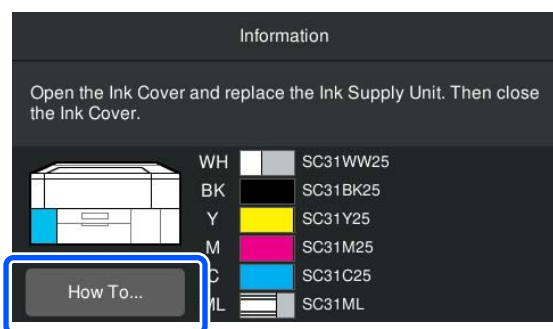 Information
Open the Ink Cover and replace the Ink Supply Unit. Then close
the Ink Cover.
WH SC31WW25
BK SC31BK25
Y SC31Y25
M SC31M25
C SC31C25
ML SC31ML
How To...